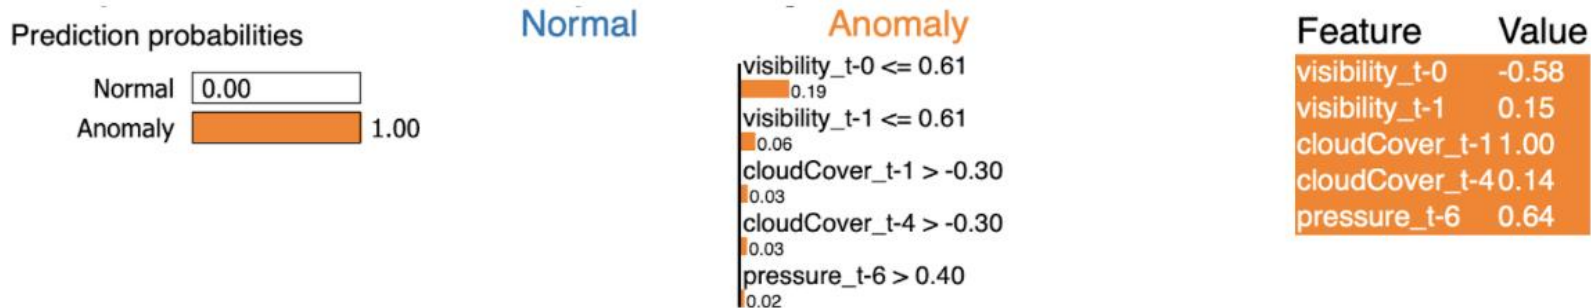 Prediction probabilities
Normal 0.00
Anomaly 1.00
Normal Anomaly
visibility_t-0 <= 0.61
0.19
visibility_t-1 <= 0.61
0.06
cloudCover_t-1 > -0.30
0.03
cloudCover_t-4 > -0.30
0.03
pressure_t-6 > 0.40
0.02
Feature Value
visibility_t-0 -0.58
visibility_t-1 0.15
cloudCover_t-1 1.00
cloudCover_t-4 0.14
pressure_t-6 0.64